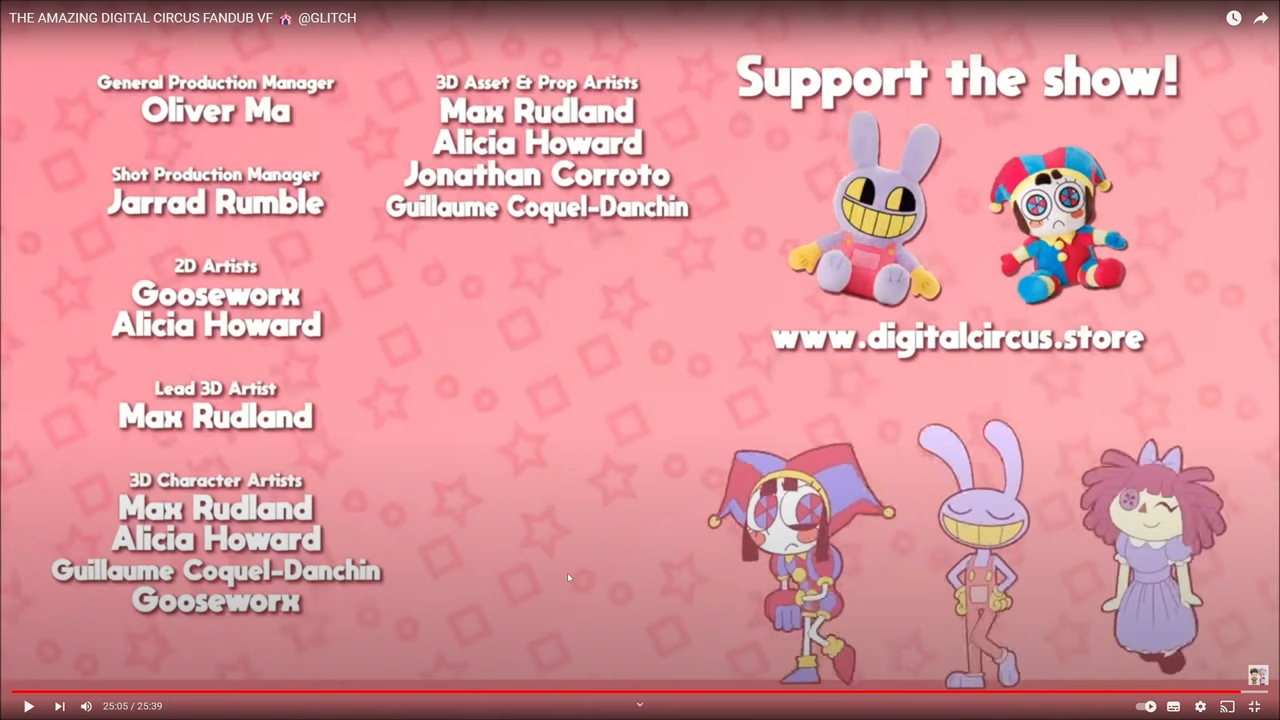 THE AMAZING DIGITAL CIRCUS FANDUB VF 🎪 @GLITCH
General Production Manager
Oliver Ma
Shot Production Manager
Jarrad Rumble
2D Artists
Gooseworx
Alicia Howard
Lead 3D Artist
Max Rudland
3D Character Artists
Max Rudland
Alicia Howard
Guillaume Coquel-Danchin
Gooseworx
3D Asset & Prop Artists
Max Rudland
Alicia Howard
Jonathan Corroto
Guillaume Coquel-Danchin
Support the show!
www.digitalcircus.store
25:05 / 25:39